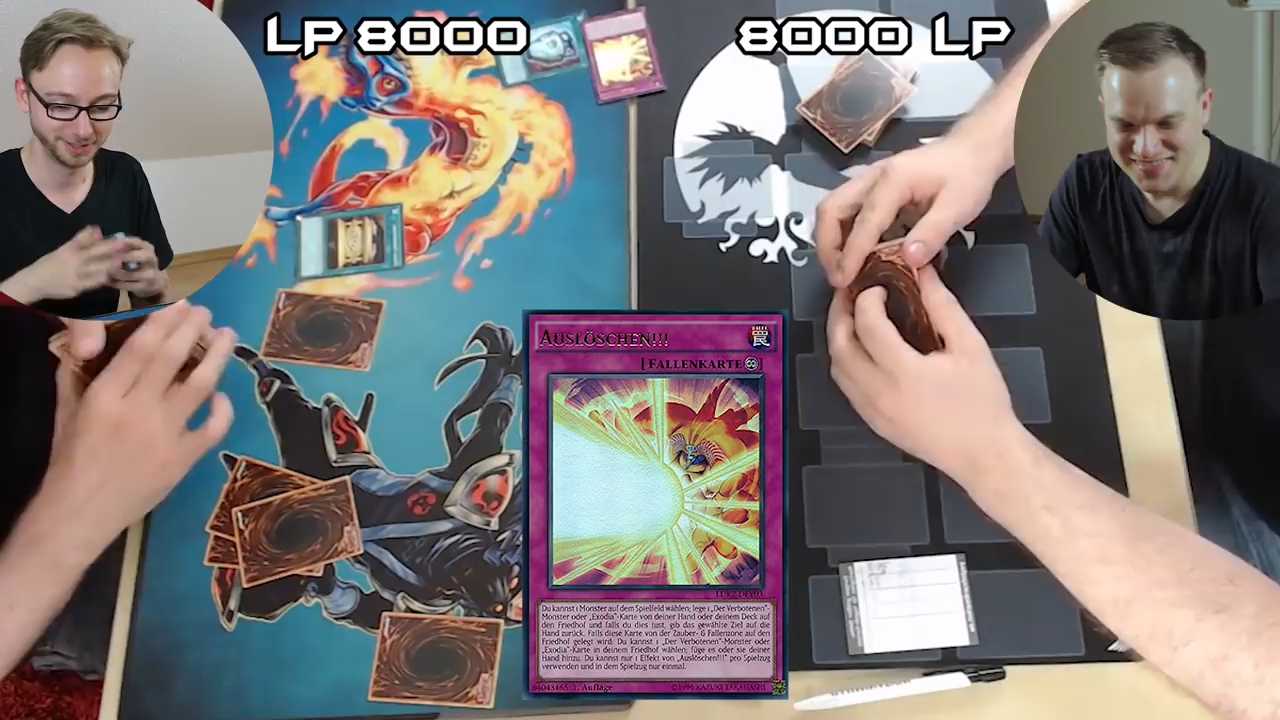 LP 8000
8000 LP
AUSLÖSCHEN!!!
[FALLENKARTE
LDK2-DEY03
Du kannst 1 Monster auf dem Spielfeld wählen; lege 1 „Der Verbotenen"-
Monster oder „Exodia"-Karte von deiner Hand oder deinem Deck auf
den Friedhof und falls du dies tust, gib das gewählte Ziel auf die
Hand zurück. Falls diese Karte von der Zauber- & Fallenzone auf den
Friedhof gelegt wird: Du kannst 1 „Der Verbotenen"-Monster oder
„Exodia"-Karte in deinem Friedhof wählen; füge es oder sie deiner
Hand hinzu. Du kannst nur 1 Effekt von „Auslöschen!!!" pro Spielzug
verwenden und in dem Spielzug nur einmal.
84043465 1. Auflage ©1996 KAZUKI TAKAHASHI